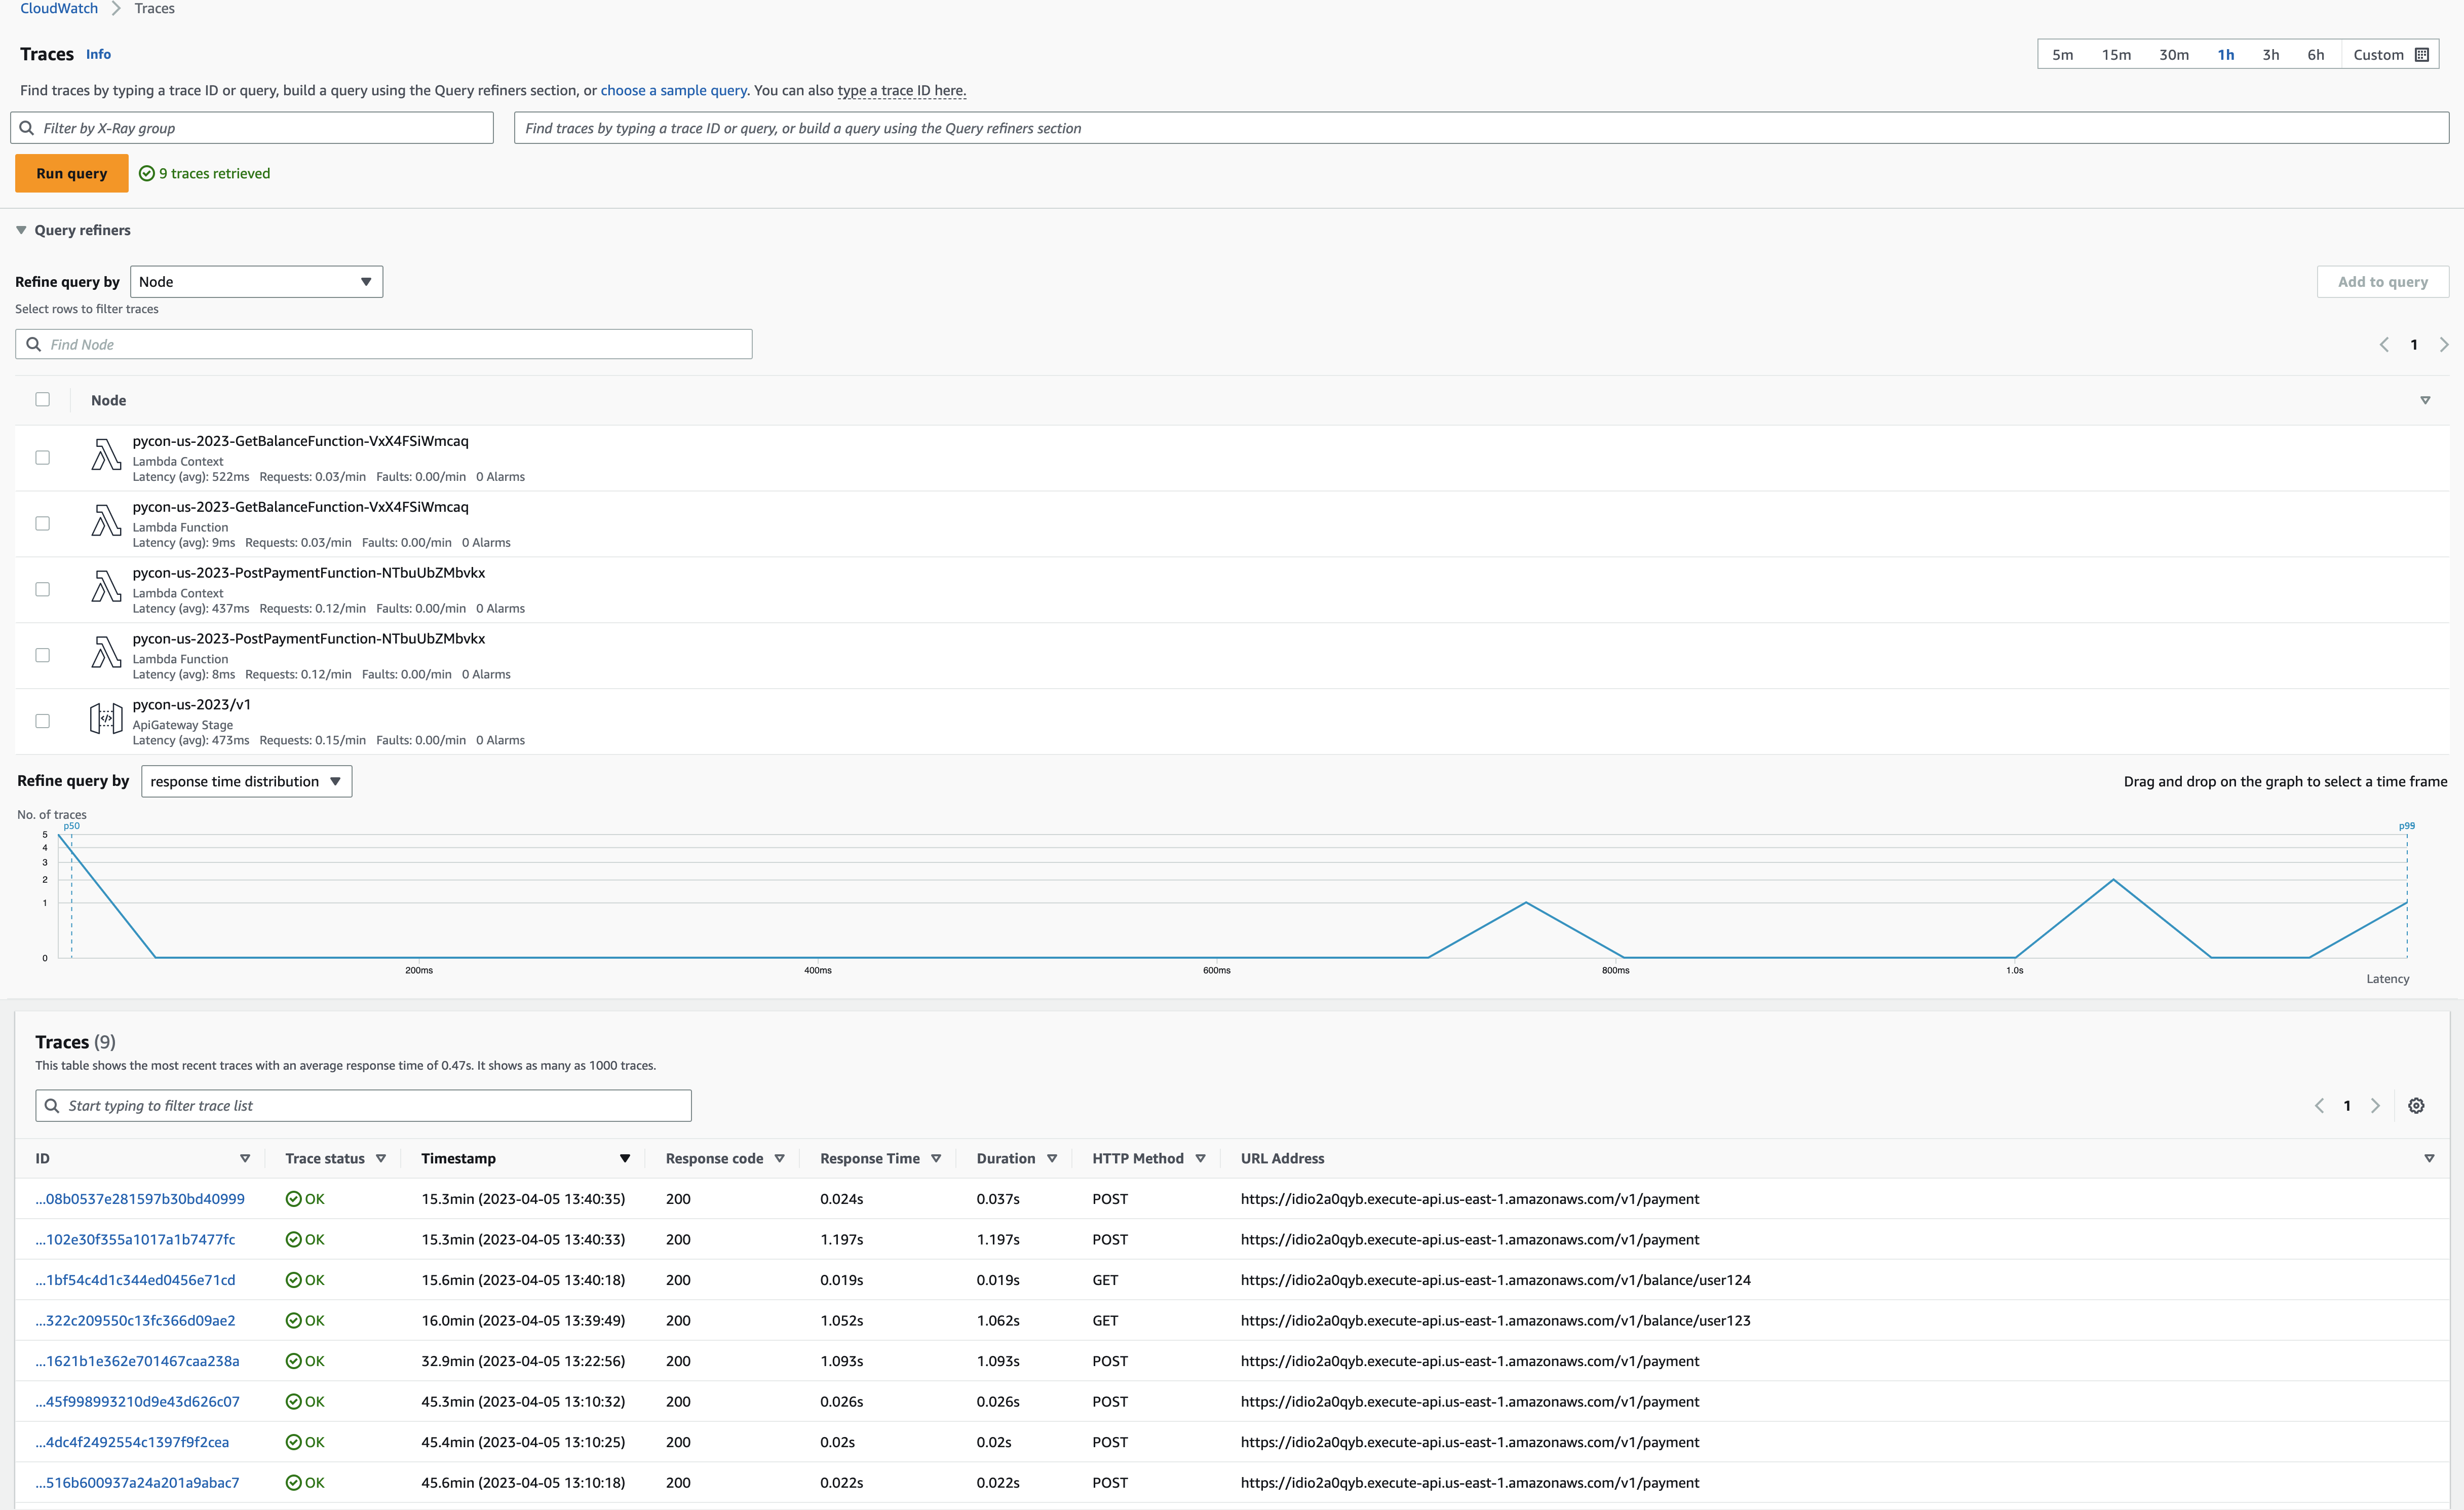 CloudWatch > Traces
Traces Info
5m 15m 30m 1h 3h 6h Custom
Find traces by typing a trace ID or query, build a query using the Query refiners section, or choose a sample query. You can also type a trace ID here.
Filter by X-Ray group
Find traces by typing a trace ID or query, or build a query using the Query refiners section
Run query
9 traces retrieved
Query refiners
Refine query by Node
Add to query
Select rows to filter traces
Find Node
1
Node
pycon-us-2023-GetBalanceFunction-VxX4FSiWmcaq
Lambda Context
Latency (avg): 522ms Requests: 0.03/min Faults: 0.00/min 0 Alarms
pycon-us-2023-GetBalanceFunction-VxX4FSiWmcaq
Lambda Function
Latency (avg): 9ms Requests: 0.03/min Faults: 0.00/min 0 Alarms
pycon-us-2023-PostPaymentFunction-NTbuUbZMbvkx
Lambda Context
Latency (avg): 437ms Requests: 0.12/min Faults: 0.00/min 0 Alarms
pycon-us-2023-PostPaymentFunction-NTbuUbZMbvkx
Lambda Function
Latency (avg): 8ms Requests: 0.12/min Faults: 0.00/min 0 Alarms
pycon-us-2023/v1
ApiGateway Stage
Latency (avg): 473ms Requests: 0.15/min Faults: 0.00/min 0 Alarms
Refine query by response time distribution
Drag and drop on the graph to select a time frame
No. of traces
p50
p99
5
4
3
2
1
0
200ms 400ms 600ms 800ms 1.0s
Latency
Traces (9)
This table shows the most recent traces with an average response time of 0.47s. It shows as many as 1000 traces.
Start typing to filter trace list
1
ID Trace status Timestamp Response code Response Time Duration HTTP Method URL Address
...08b0537e281597b30bd40999 OK 15.3min (2023-04-05 13:40:35) 200 0.024s 0.037s POST https://idio2a0qyb.execute-api.us-east-1.amazonaws.com/v1/payment
...102e30f355a1017a1b7477fc OK 15.3min (2023-04-05 13:40:33) 200 1.197s 1.197s POST https://idio2a0qyb.execute-api.us-east-1.amazonaws.com/v1/payment
...1bf54c4d1c344ed0456e71cd OK 15.6min (2023-04-05 13:40:18) 200 0.019s 0.019s GET https://idio2a0qyb.execute-api.us-east-1.amazonaws.com/v1/balance/user124
...322c209550c13fc366d09ae2 OK 16.0min (2023-04-05 13:39:49) 200 1.052s 1.062s GET https://idio2a0qyb.execute-api.us-east-1.amazonaws.com/v1/balance/user123
...1621b1e362e701467caa238a OK 32.9min (2023-04-05 13:22:56) 200 1.093s 1.093s POST https://idio2a0qyb.execute-api.us-east-1.amazonaws.com/v1/payment
...45f998993210d9e43d626c07 OK 45.3min (2023-04-05 13:10:32) 200 0.026s 0.026s POST https://idio2a0qyb.execute-api.us-east-1.amazonaws.com/v1/payment
...4dc4f2492554c1397f9f2cea OK 45.4min (2023-04-05 13:10:25) 200 0.02s 0.02s POST https://idio2a0qyb.execute-api.us-east-1.amazonaws.com/v1/payment
...516b600937a24a201a9abac7 OK 45.6min (2023-04-05 13:10:18) 200 0.022s 0.022s POST https://idio2a0qyb.execute-api.us-east-1.amazonaws.com/v1/payment